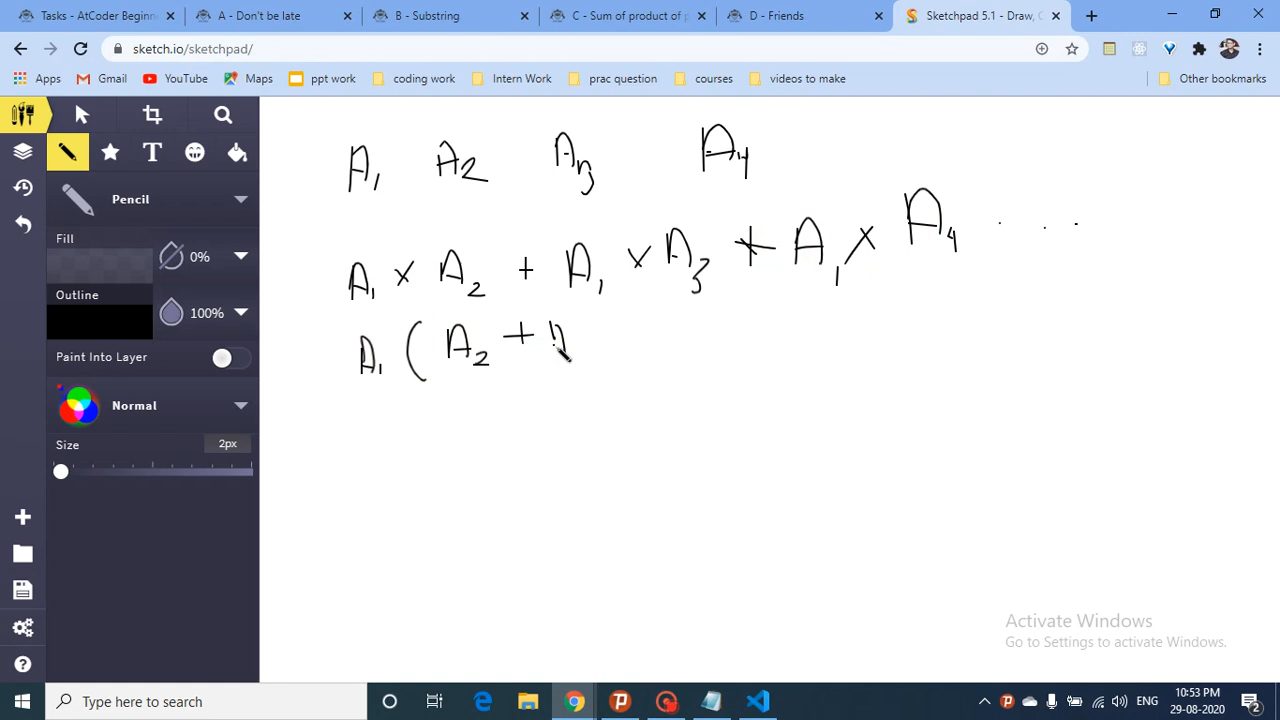 Tasks - AtCoder Beginn
A - Don't be late
B - Substring
C - Sum of product of p
D - Friends
Sketchpad 5.1 - Draw, C
sketch.io/sketchpad/
Apps
Gmail
YouTube
Maps
ppt work
coding work
Intern Work
prac question
courses
videos to make
Other bookmarks
Pencil
Fill
0%
Outline
100%
Paint Into Layer
Normal
Size
2px
A1 A2 A3 A4
A1 × A2 + A1 × A3 + A1 × A4 . . .
A1 ( A2 +
Activate Windows
Go to Settings to activate Windows.
Type here to search
ENG
10:53 PM
29-08-2020
2